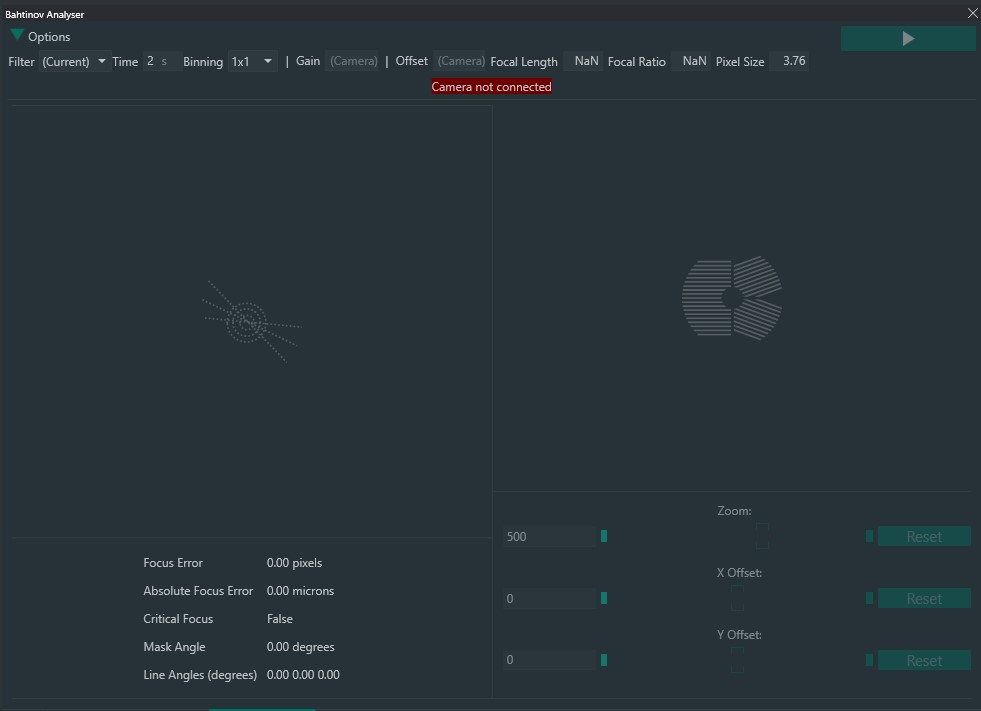 Bahtinov Analyser
Options
Filter (Current) Time 2 s Binning 1x1 | Gain (Camera) | Offset (Camera) Focal Length NaN Focal Ratio NaN Pixel Size 3.76
Camera not connected
Zoom:
500 Reset
X Offset:
0 Reset
Y Offset:
0 Reset
Focus Error 0.00 pixels
Absolute Focus Error 0.00 microns
Critical Focus False
Mask Angle 0.00 degrees
Line Angles (degrees) 0.00 0.00 0.00